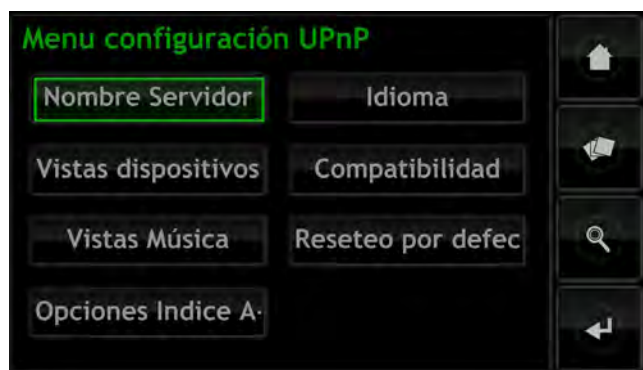 Menu configuración UPnP
Nombre Servidor Idioma
Vistas dispositivos Compatibilidad
Vistas Música Reseteo por defec
Opciones Indice A-